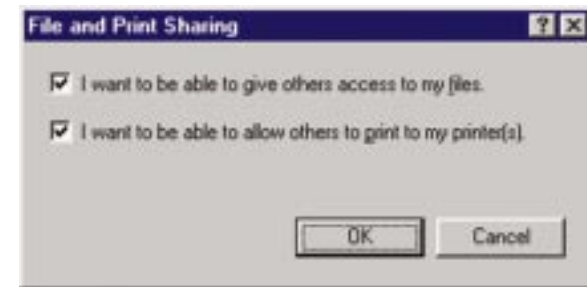 File and Print Sharing
I want to be able to give others access to my files.
I want to be able to allow others to print to my printer(s).
OK
Cancel